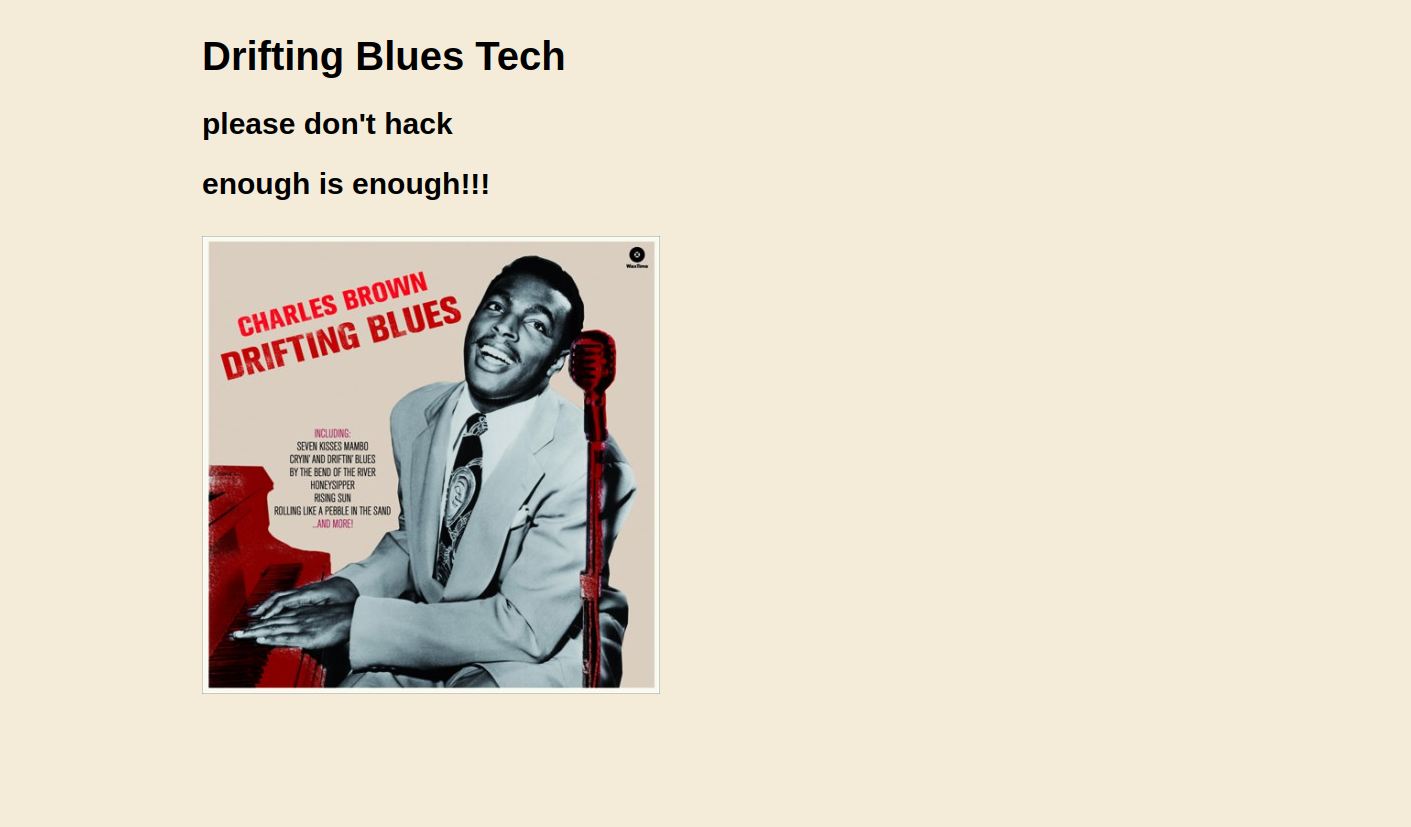 Drifting Blues Tech
please don't hack
enough is enough!!!
WaxTime
CHARLES BROWN
DRIFTING BLUES
INCLUDING:
SEVEN KISSES MAMBO
CRYIN' AND DRIFTIN' BLUES
BY THE BEND OF THE RIVER
HONEYSIPPER
RISING SUN
ROLLING LIKE A PEBBLE IN THE SAND
...AND MORE!